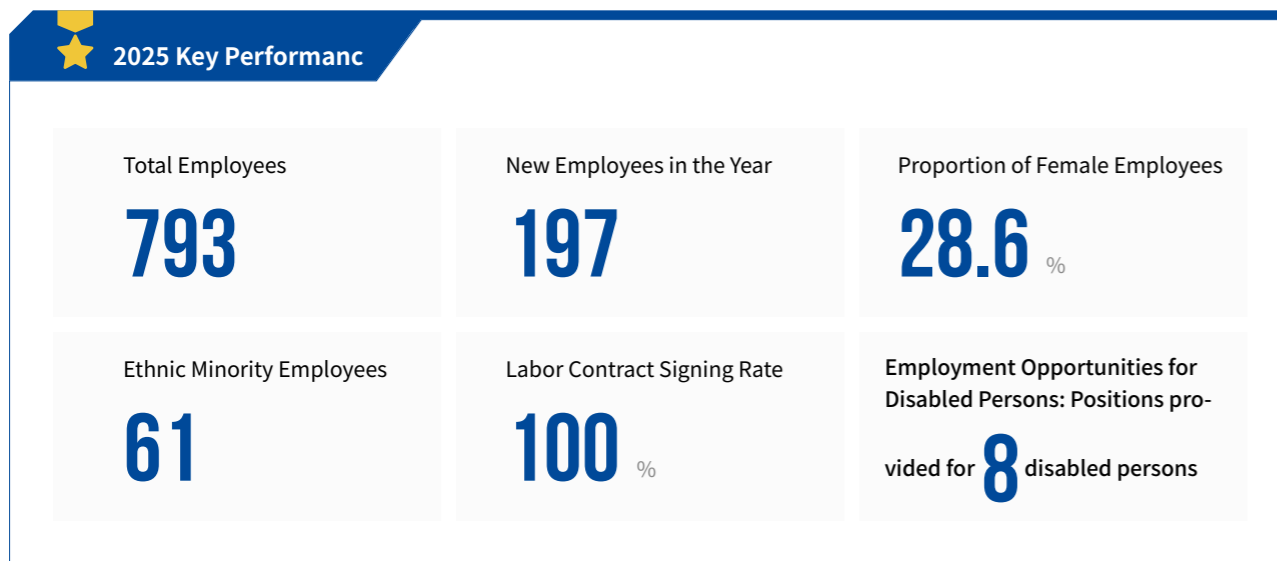 2025 Key Performanc
Total Employees
793
New Employees in the Year
197
Proportion of Female Employees
28.6 %
Ethnic Minority Employees
61
Labor Contract Signing Rate
100 %
Employment Opportunities for
Disabled Persons: Positions pro-
vided for 8 disabled persons